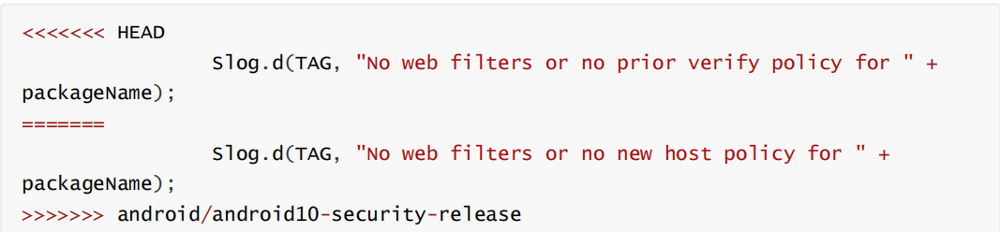 <<<<<<< HEAD
Slog.d(TAG, "No web filters or no prior verify policy for " +
packageName);
=======
Slog.d(TAG, "No web filters or no new host policy for " +
packageName);
>>>>>>> android/android10-security-release